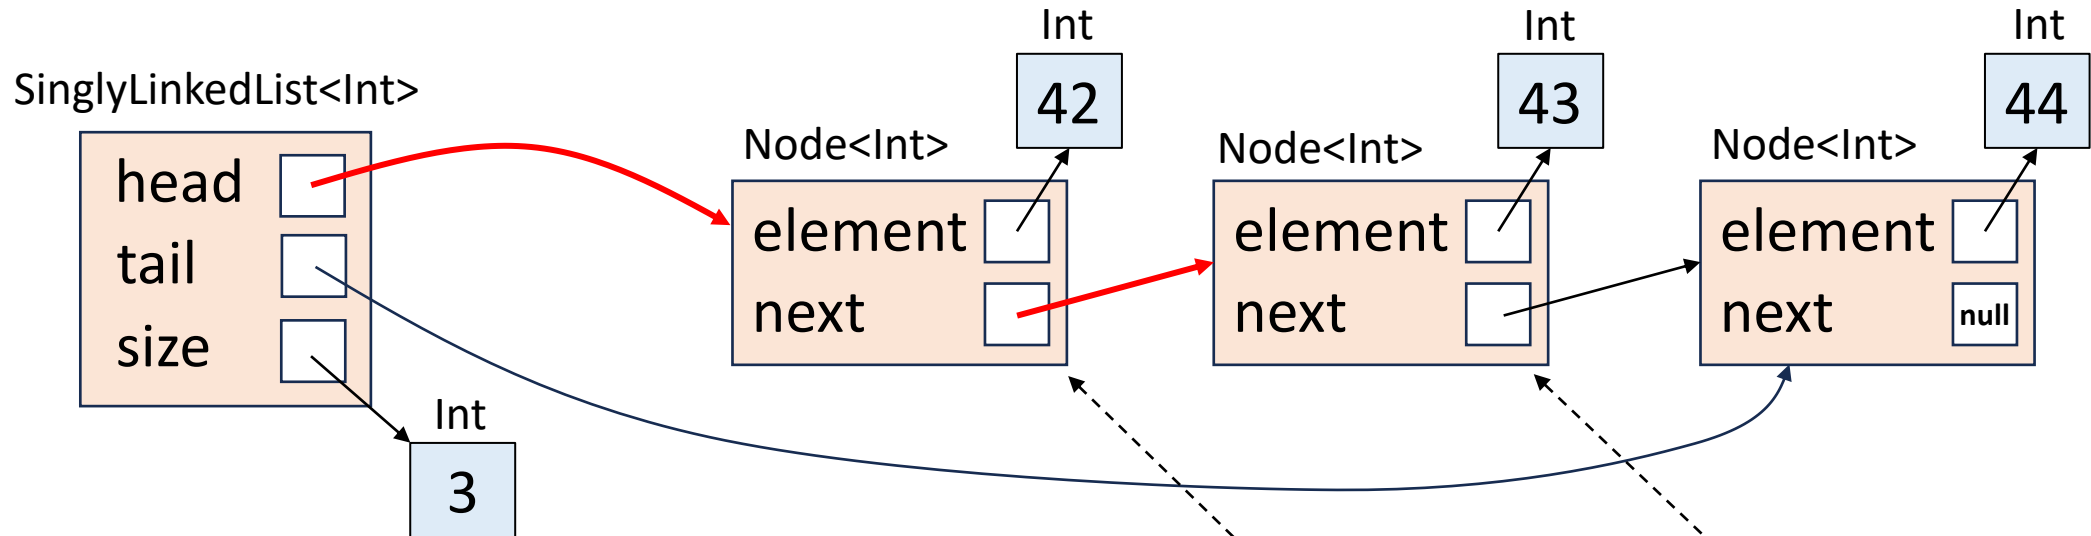 SinglyLinkedList<Int>
head
tail
size
Int
3
Node<Int>
element
next
Int
42
Node<Int>
element
next
Int
43
Node<Int>
element
next
null
Int
44